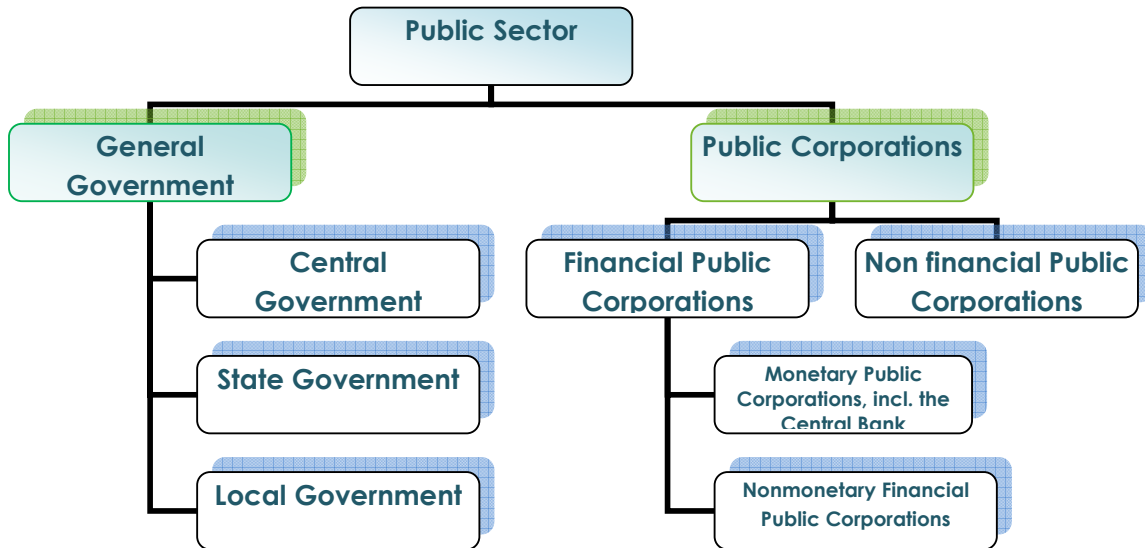 Public Sector
General
Government
Public Corporations
Central
Government
Financial Public
Corporations
Non financial Public
Corporations
State Government
Monetary Public
Corporations, incl. the
Central Bank
Local Government
Nonmonetary Financial
Public Corporations